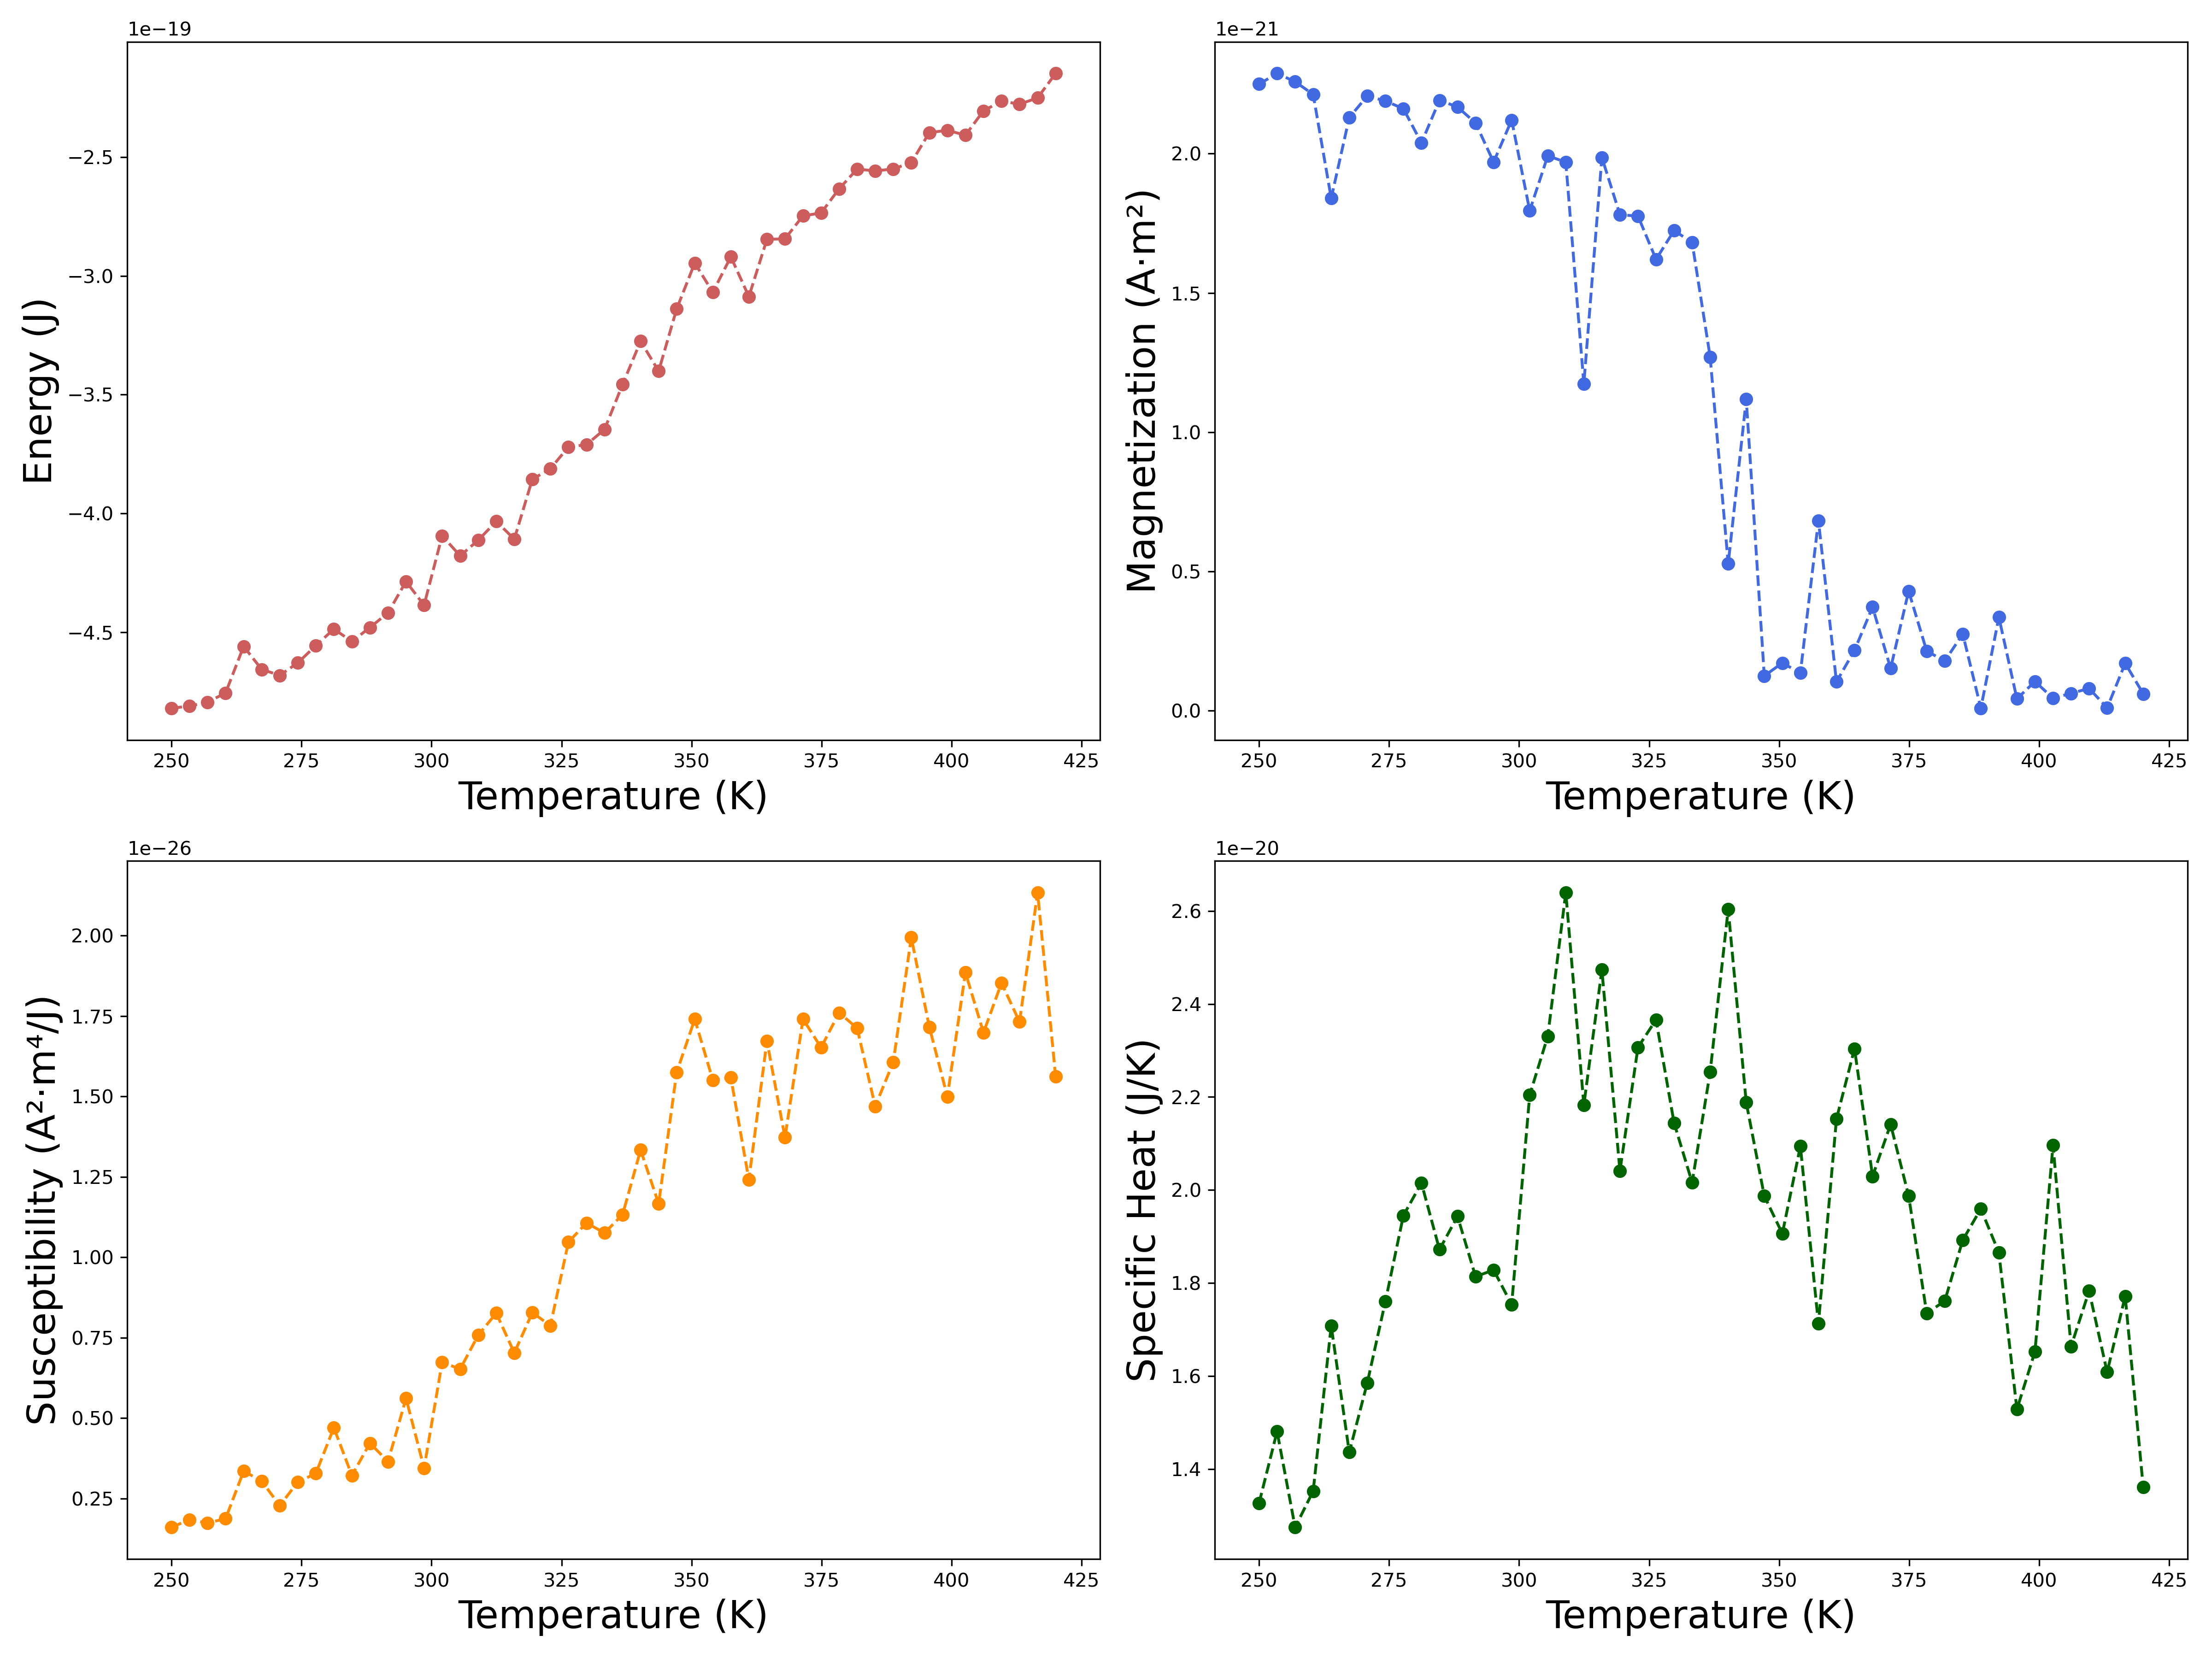 1e−19
−2.5
−3.0
−3.5
−4.0
−4.5
Energy (J)
250 275 300 325 350 375 400 425
Temperature (K)
1e−21
2.0
1.5
1.0
0.5
0.0
Magnetization (A·m²)
250 275 300 325 350 375 400 425
Temperature (K)
1e−26
2.00
1.75
1.50
1.25
1.00
0.75
0.50
0.25
Susceptibility (A²·m⁴/J)
250 275 300 325 350 375 400 425
Temperature (K)
1e−20
2.6
2.4
2.2
2.0
1.8
1.6
1.4
Specific Heat (J/K)
250 275 300 325 350 375 400 425
Temperature (K)